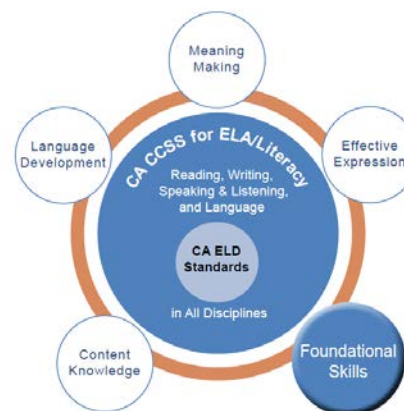 Meaning
Making
Language
Development
Effective
Expression
CA CCSS for ELA/Literacy
Reading, Writing,
Speaking & Listening,
and Language
CA ELD
Standards
in All Disciplines
Content
Knowledge
Foundational
Skills